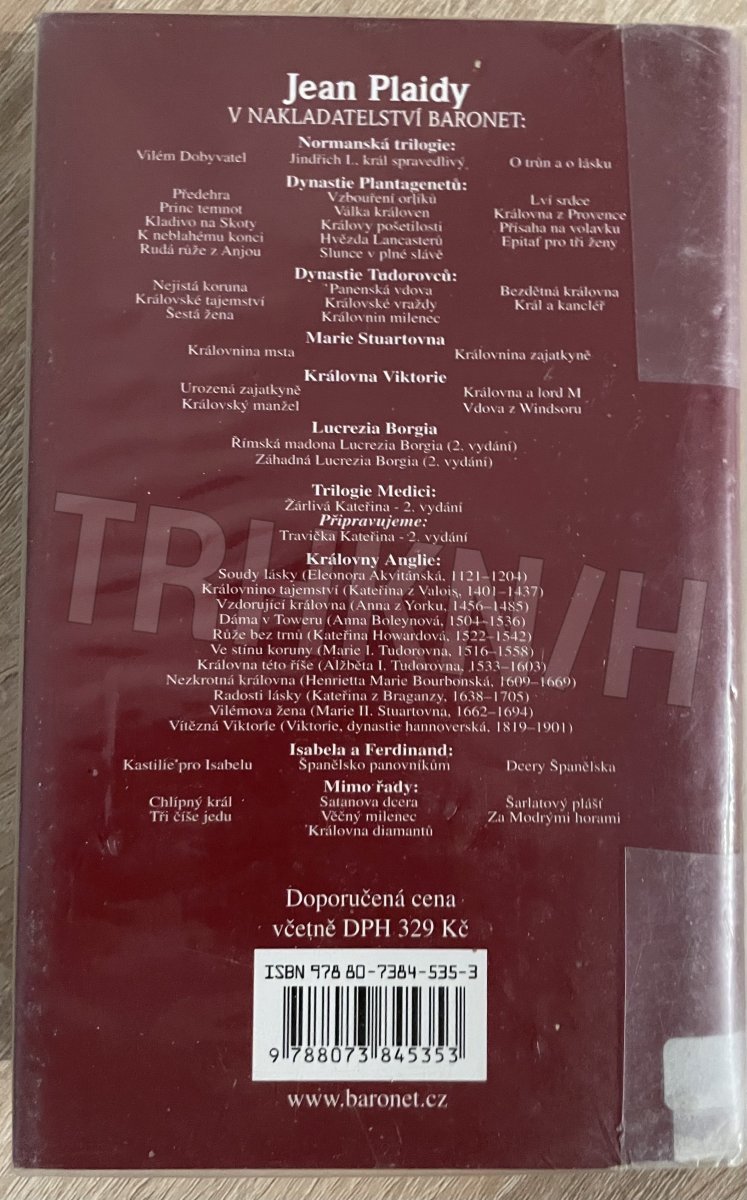 Jean Plaidy
V NAKLADATELSTVÍ BARONET:
Normanská trilogie:
Vilém Dobyvatel Jindřich I., král spravedlivý O trůn a o lásku
Dynastie Plantagenetů:
Předehra Vzbouření orlíků Lví srdce
Princ temnot Válka královen Královna z Provence
Kladivo na Skoty Královy pošetilosti Přísaha na volavku
K neblahému konci Hvězda Lancasterů Epitaf pro tři ženy
Rudá růže z Anjou Slunce v plné slávě
Dynastie Tudorovců:
Nejistá koruna Panenská vdova Bezdětná královna
Královské tajemství Královské vraždy Král a kancléř
Šestá žena Královnin milenec
Marie Stuartovna
Královnina msta Královnina zajatkyně
Královna Viktorie
Urozená zajatkyně Královna a lord M
Královský manžel Vdova z Windsoru
Lucrezia Borgia
Římská madona Lucrezia Borgia (2. vydání)
Záhadná Lucrezia Borgia (2. vydání)
Trilogie Medici:
Žárlivá Kateřina - 2. vydání
Připravujeme:
Travička Kateřina - 2. vydání
Královny Anglie:
Soudy lásky (Eleonora Akvitánská, 1121–1204)
Královnino tajemství (Kateřina z Valois, 1401–1437)
Vzdorující královna (Anna z Yorku, 1456–1485)
Dáma v Toweru (Anna Boleynová, 1504–1536)
Růže bez trnů (Kateřina Howardová, 1522–1542)
Ve stínu koruny (Marie I. Tudorovna, 1516–1558)
Královna této říše (Alžběta I. Tudorovna, 1533–1603)
Nezkrotná královna (Henrietta Marie Bourbonská, 1609–1669)
Radosti lásky (Kateřina z Braganzy, 1638–1705)
Vilémova žena (Marie II. Stuartovna, 1662–1694)
Vítězná Viktorie (Viktorie, dynastie hannoverská, 1819–1901)
Isabela a Ferdinand:
Kastilie pro Isabelu Španělsko panovníkům Dcery Španělska
Mimo řady:
Chlípný král Satanova dcera Šarlatový plášť
Tři číše jedu Věčný milenec Za Modrými horami
Královna diamantů
Doporučená cena
včetně DPH 329 Kč
ISBN 978 80-7384-535-3
9 788073 845353
www.baronet.cz